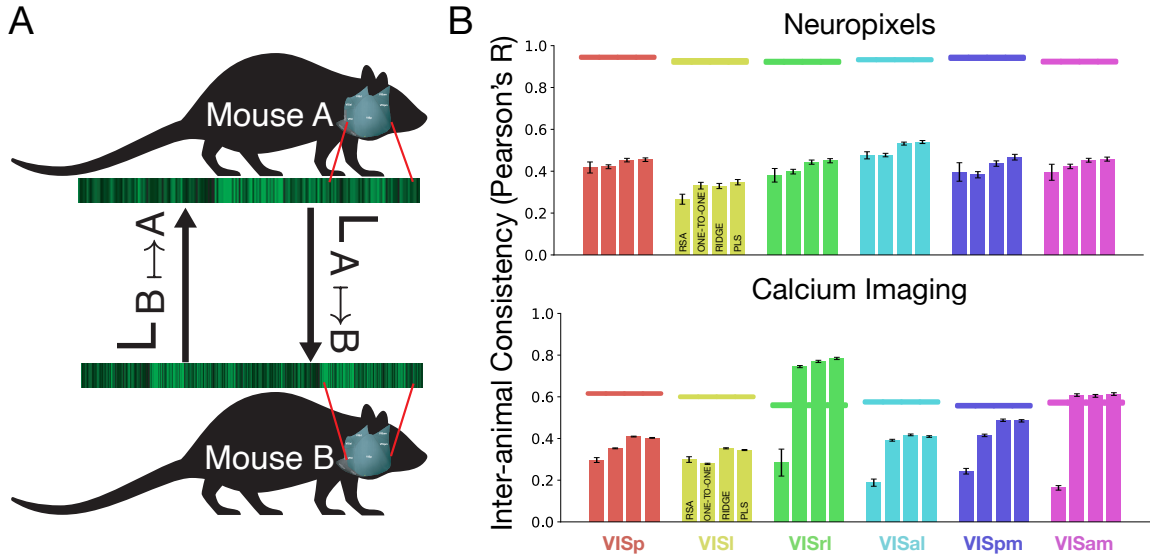 A
Mouse A
L B ↦ A
L A ↦ B
Mouse B
B
Neuropixels
Inter-animal Consistency (Pearson's R)
1.0
0.8
0.6
0.4
0.2
0.0
RSA
ONE-TO-ONE
RIDGE
PLS
Calcium Imaging
1.0
0.8
0.6
0.4
0.2
0.0
RSA
ONE-TO-ONE
RIDGE
PLS
VISp VISl VISrl VISal VISpm VISam